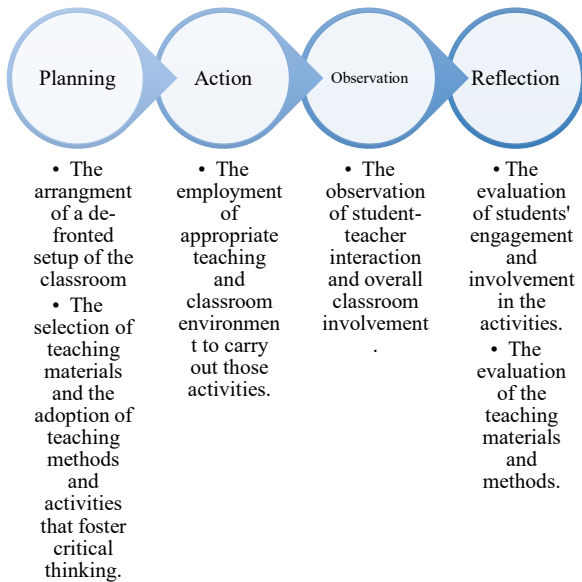 Planning
Action
Observation
Reflection
• The
arrangment
of a de-
fronted
setup of the
classroom
• The
selection of
teaching
materials
and the
adoption of
teaching
methods
and
activities
that foster
critical
thinking.
• The
employment
of
appropriate
teaching
and
classroom
environmen
t to carry
out those
activities.
• The
observation
of student-
teacher
interaction
and overall
classroom
involvement
.
• The
evaluation
of students'
engagement
and
involvement
in the
activities.
• The
evaluation
of the
teaching
materials
and
methods.